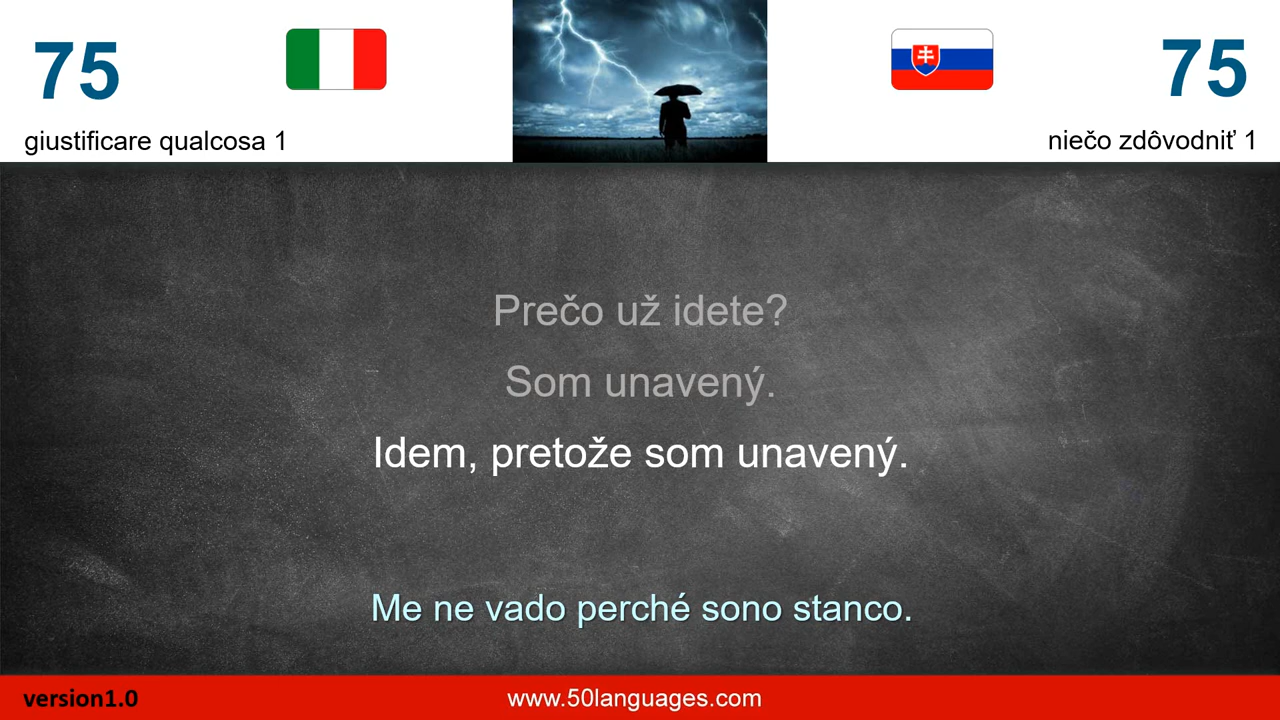 75
75
giustificare qualcosa 1
niečo zdôvodniť 1
Prečo už idete?
Som unavený.
Idem, pretože som unavený.
Me ne vado perché sono stanco.
version1.0
www.50languages.com